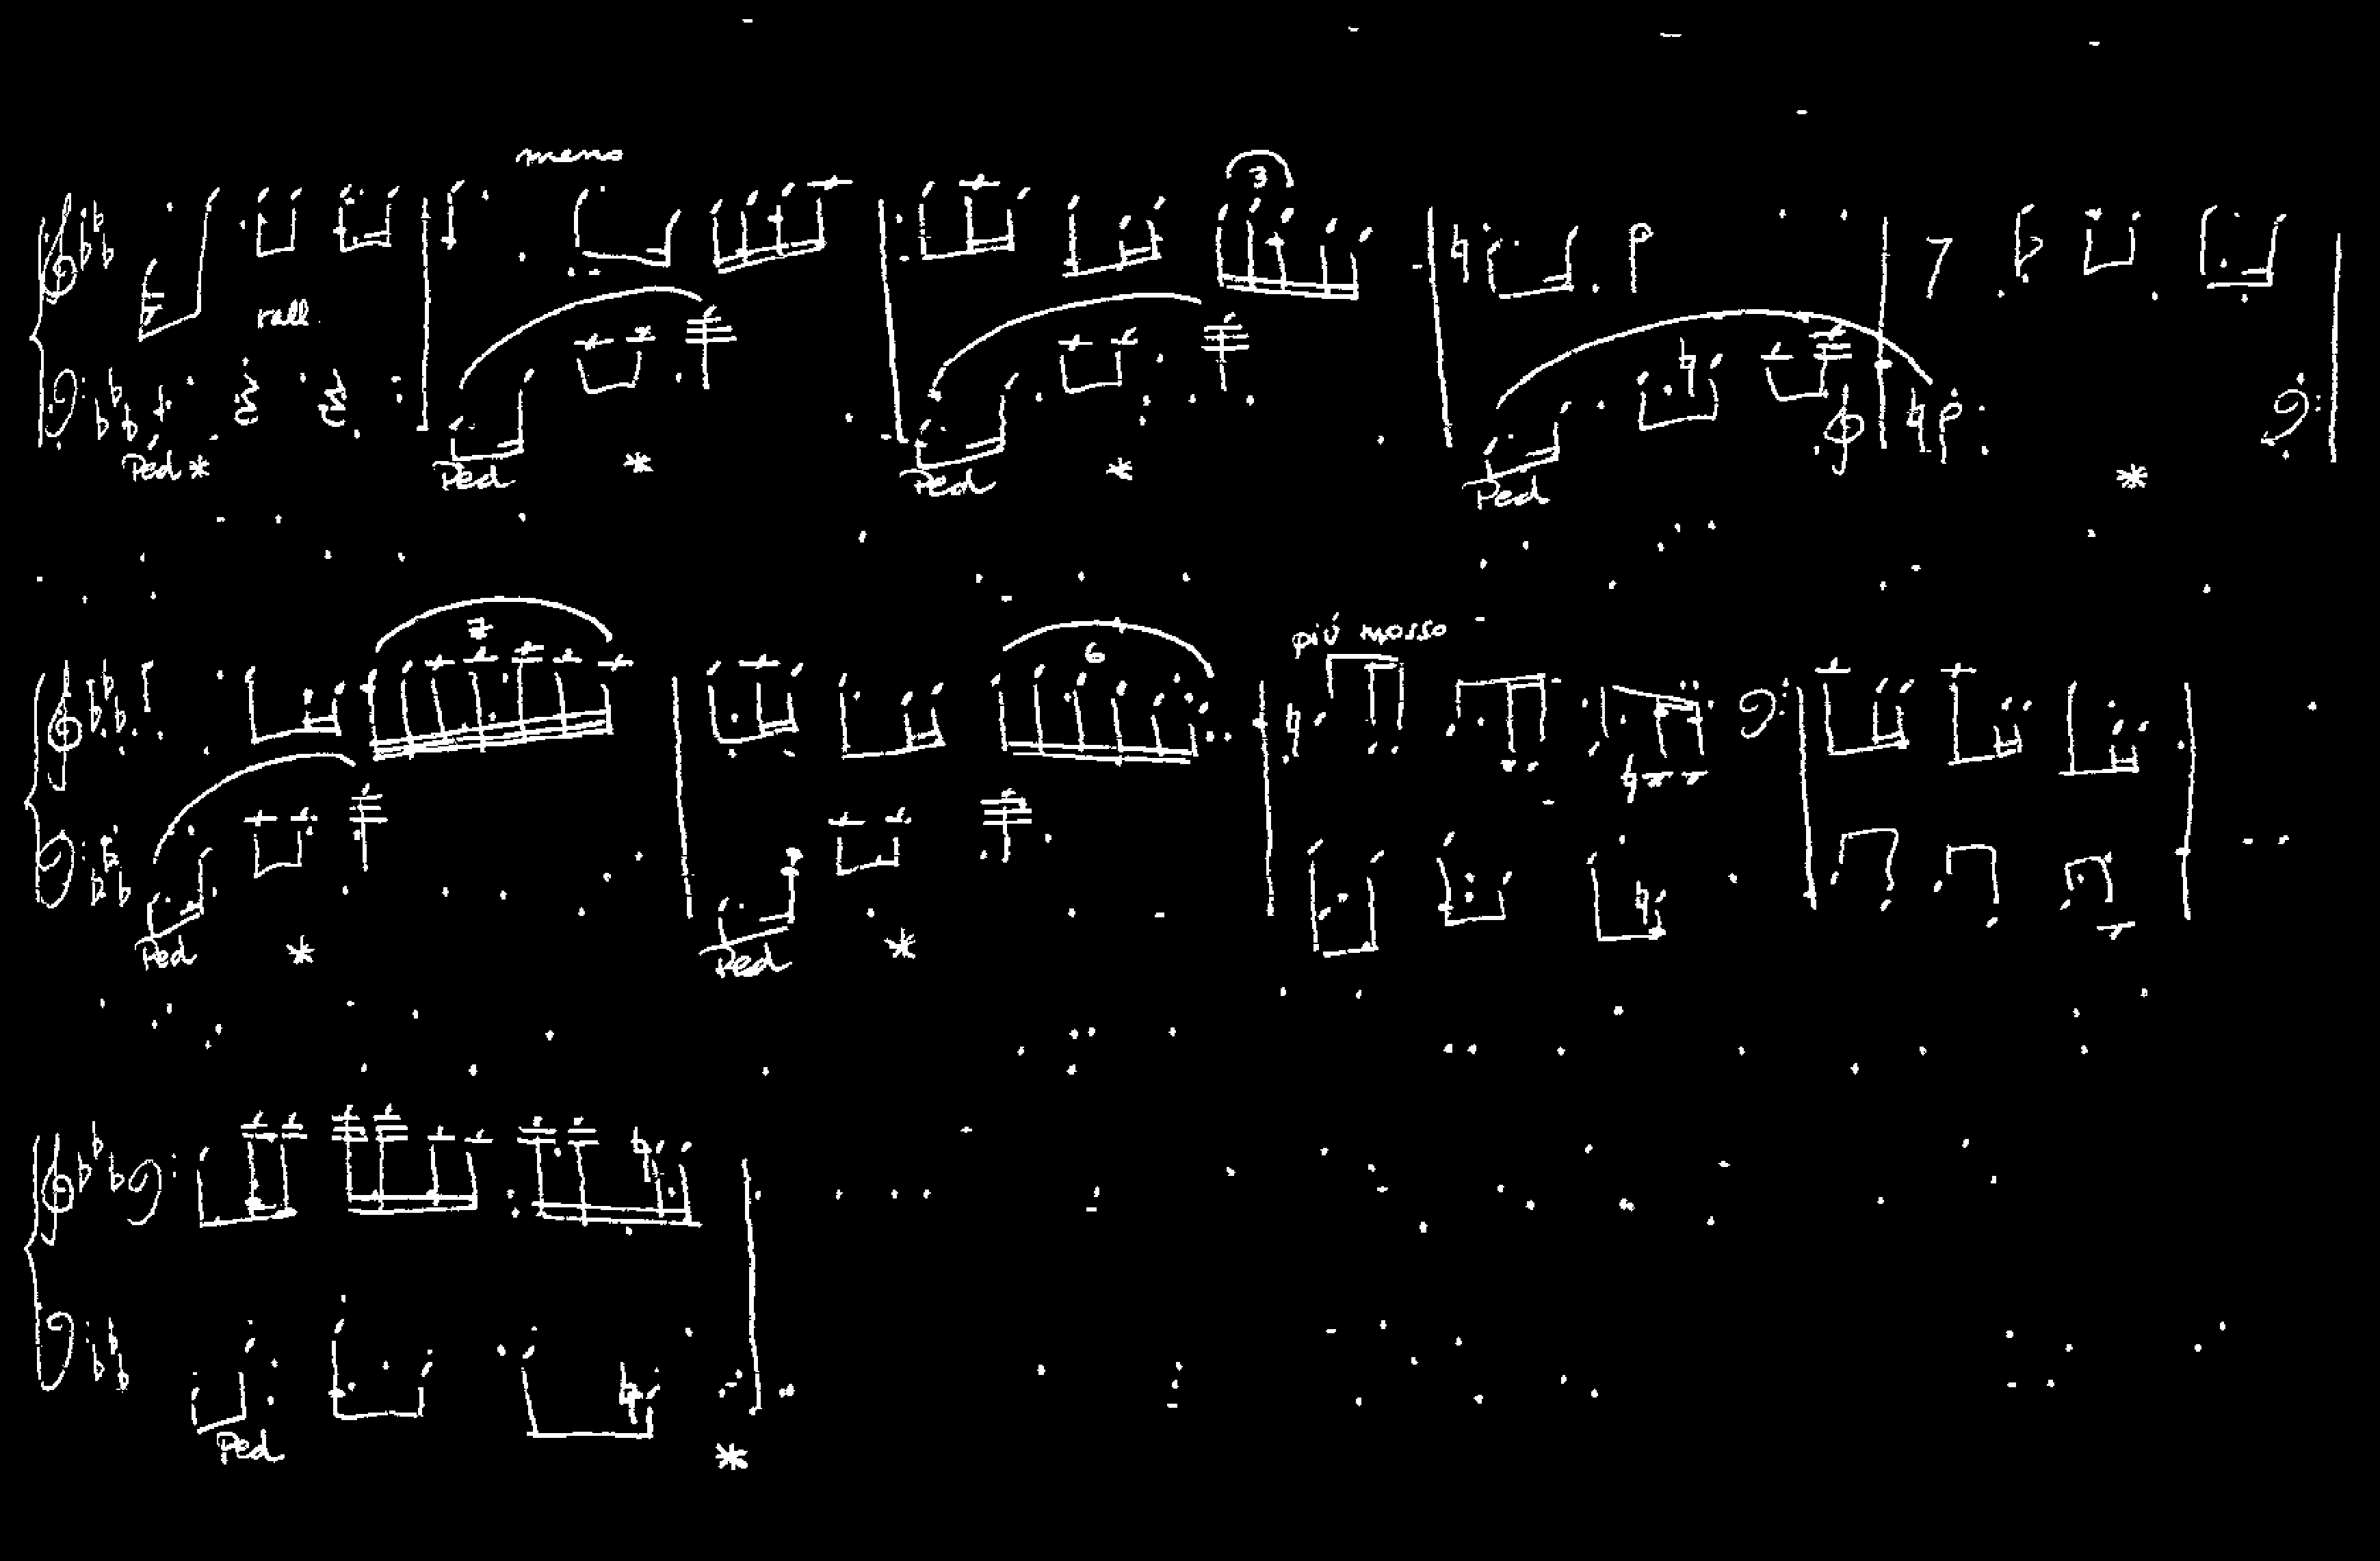 meno
3
rall.
Ped * Ped * Ped * Ped *
7
6
più mosso
Ped * Ped *
Ped *